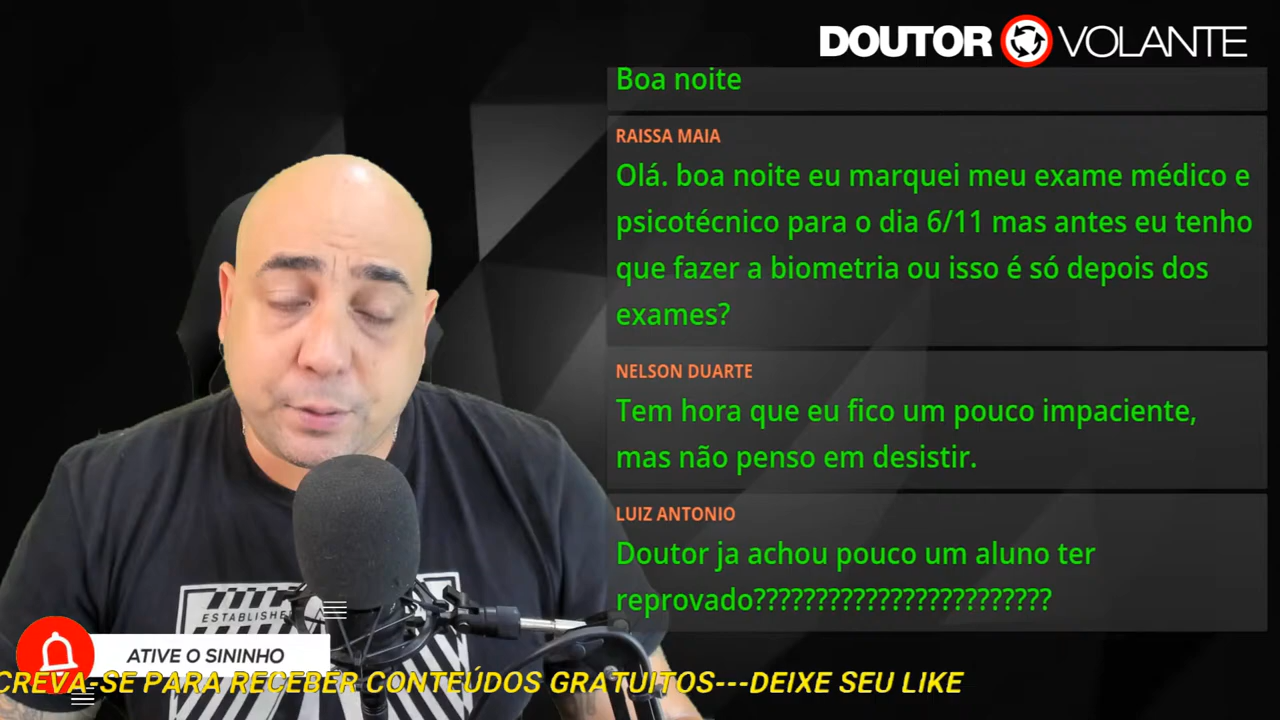 DOUTOR VOLANTE
Boa noite
RAISSA MAIA
Olá. boa noite eu marquei meu exame médico e
psicotécnico para o dia 6/11 mas antes eu tenho
que fazer a biometria ou isso é só depois dos
exames?
NELSON DUARTE
Tem hora que eu fico um pouco impaciente,
mas não penso em desistir.
LUIZ ANTONIO
Doutor ja achou pouco um aluno ter
reprovado????????????????????????
ESTABLISHE
ATIVE O SININHO
CREVA-SE PARA RECEBER CONTEÚDOS GRATUITOS---DEIXE SEU LIKE